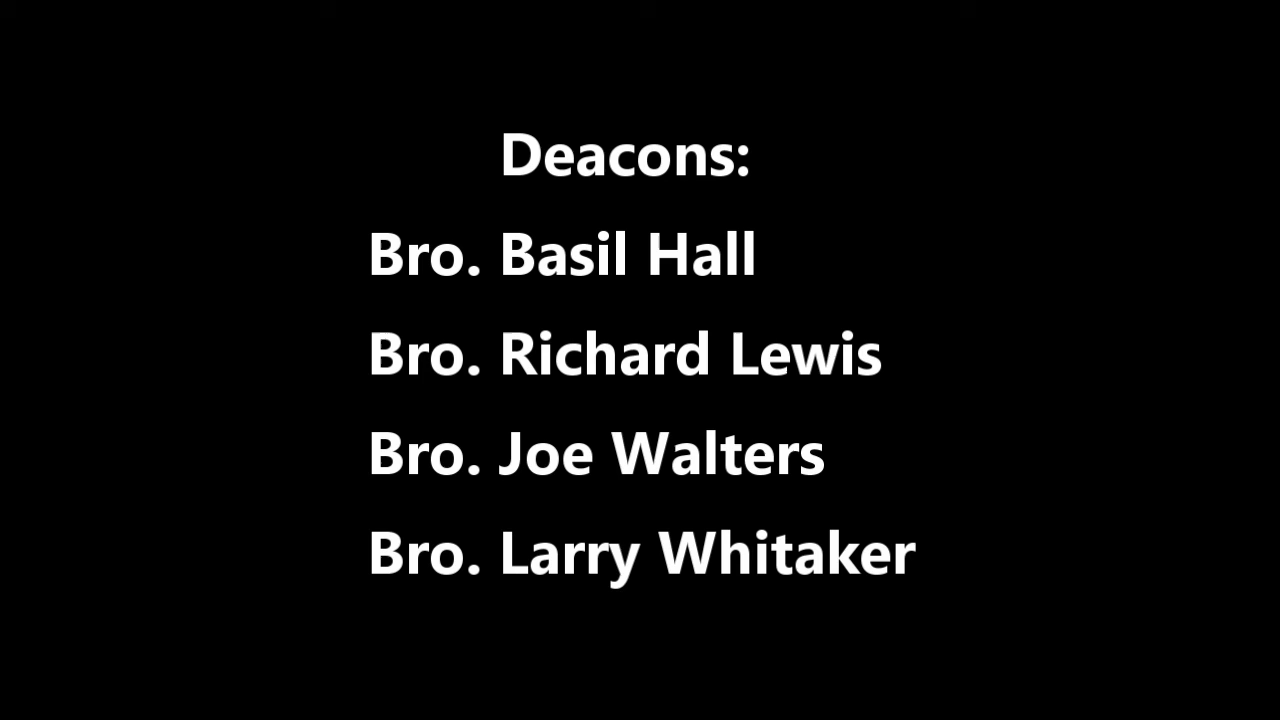 Deacons:
Bro. Basil Hall
Bro. Richard Lewis
Bro. Joe Walters
Bro. Larry Whitaker